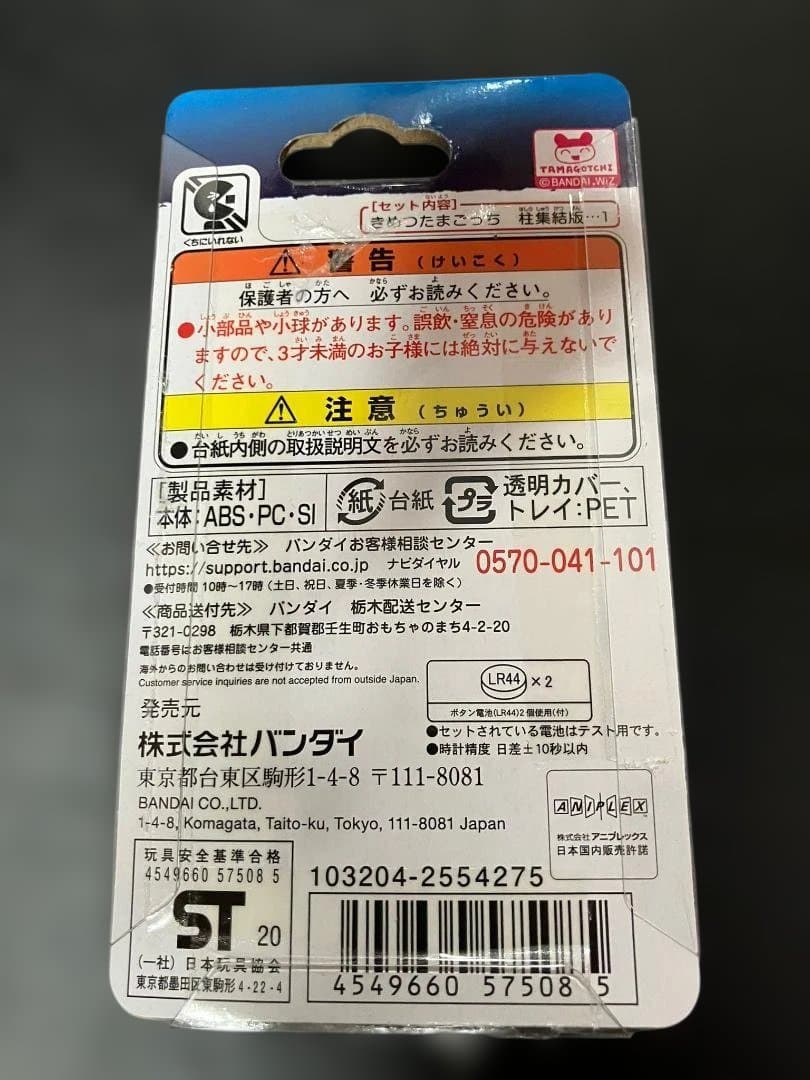 TAMAGOTCHI
©BANDAI,WiZ
くちにいれない
[セット内容]
きめつたまごっち 柱集結版…1
警告 (けいこく)
保護者の方へ 必ずお読みください。
●小部品や小球があります。誤飲・窒息の危険があり
ますので、3才未満のお子様には絶対に与えないで
ください。
注意 (ちゅうい)
●台紙内側の取扱説明文を必ずお読みください。
[製品素材]
本体:ABS・PC・SI
紙 台紙
プラ 透明カバー、
トレイ:PET
≪お問い合せ先≫ バンダイお客様相談センター
https://support.bandai.co.jp ナビダイヤル 0570-041-101
●受付時間 10時〜17時 (土日、祝日、夏季・冬季休業日を除く)
≪商品送付先≫ バンダイ 栃木配送センター
〒321-0298 栃木県下都賀郡壬生町おもちゃのまち4-2-20
電話番号はお客様相談センター共通
海外からのお問い合わせは受け付けておりません。
Customer service inquiries are not accepted from outside Japan.
LR44 ×2
ボタン電池(LR44)2個使用(付)
●セットされている電池はテスト用です。
●時計精度 日差±10秒以内
発売元
株式会社バンダイ
東京都台東区駒形1-4-8 〒111-8081
BANDAI CO.,LTD.
1-4-8, Komagata, Taito-ku, Tokyo, 111-8081 Japan
ANIPLEX
株式会社 アニプレックス
日本国内販売許諾
玩具安全基準合格
4549660 57508 5
ST 20
(一社) 日本玩具協会
東京都墨田区東駒形4-22-4
103204-2554275
4549660 57508 5